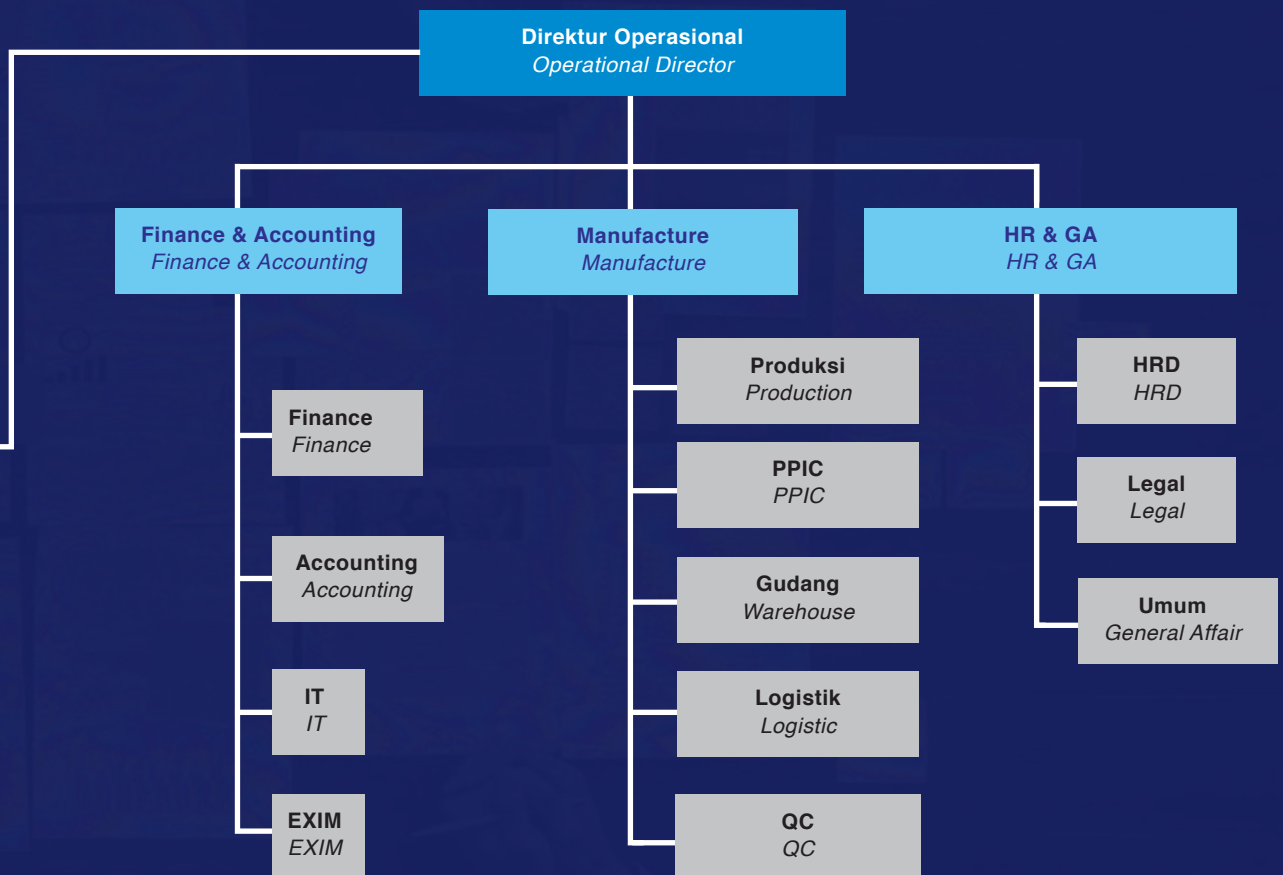 Direktur Operasional
Operational Director
Finance & Accounting
Finance & Accounting
Manufacture
Manufacture
HR & GA
HR & GA
Finance
Finance
Accounting
Accounting
IT
IT
EXIM
EXIM
Produksi
Production
PPIC
PPIC
Gudang
Warehouse
Logistik
Logistic
QC
QC
HRD
HRD
Legal
Legal
Umum
General Affair